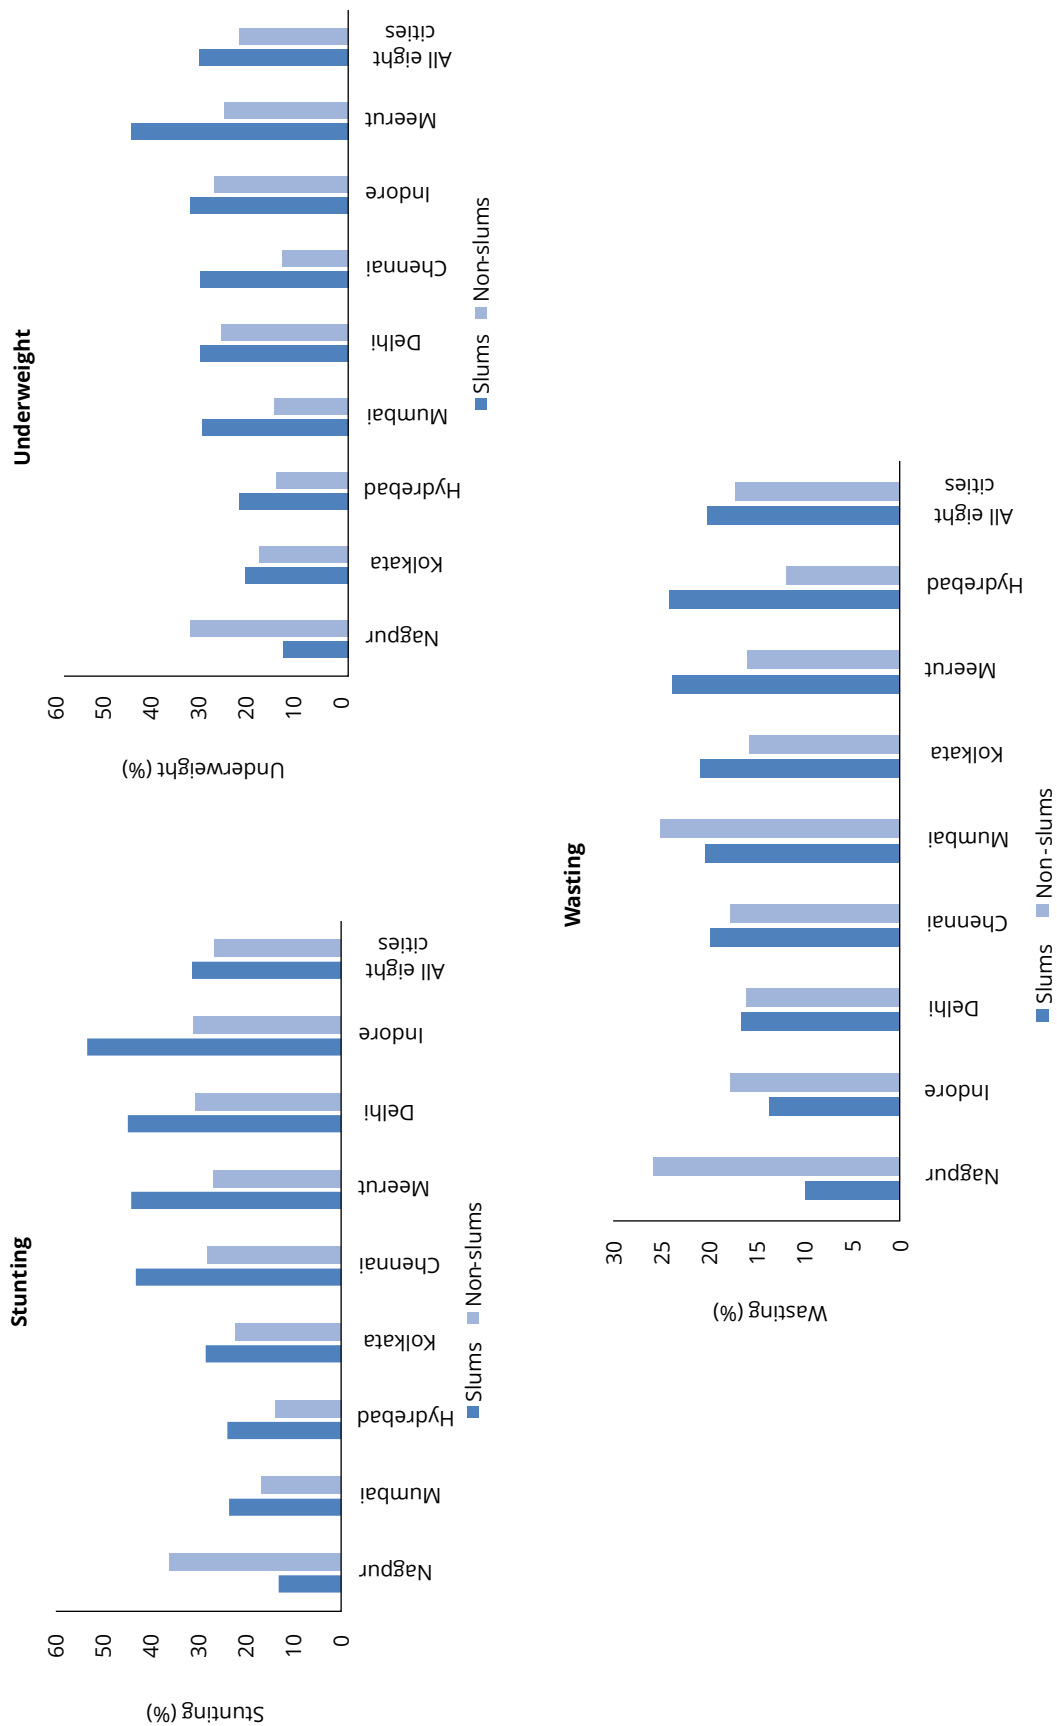 Stunting
Stunting (%)
60
50
40
30
20
10
0
Nagpur
Mumbai
Hydrebad
Kolkata
Chennai
Meerut
Delhi
Indore
All eight
cities
Slums
Non-slums
Underweight
Underweight (%)
60
50
40
30
20
10
0
Nagpur
Kolkata
Hydrebad
Mumbai
Delhi
Chennai
Indore
Meerut
All eight
cities
Slums
Non-slums
Wasting
Wasting (%)
30
25
20
15
10
5
0
Nagpur
Indore
Delhi
Chennai
Mumbai
Kolkata
Meerut
Hydrebad
All eight
cities
Slums
Non-slums